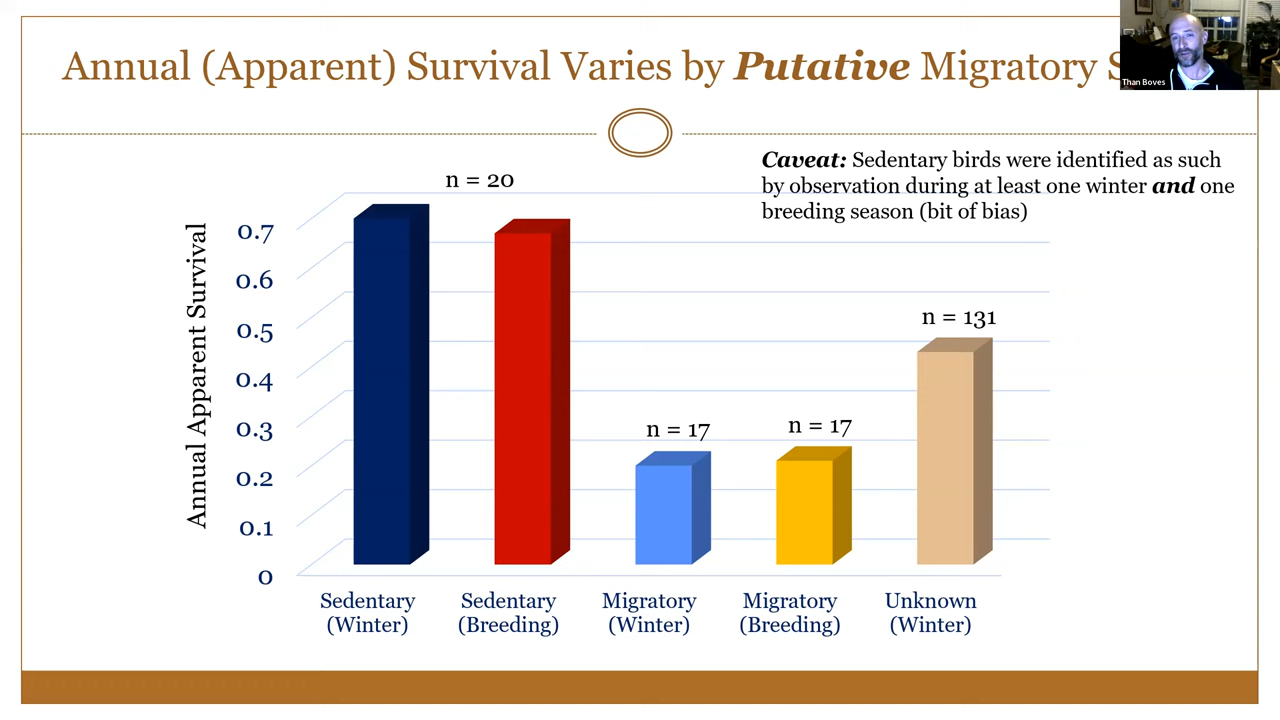 Annual (Apparent) Survival Varies by Putative Migratory S
Than Boves
Caveat: Sedentary birds were identified as such
by observation during at least one winter and one
breeding season (bit of bias)
n = 20
n = 131
n = 17
n = 17
Annual Apparent Survival
0.7
0.6
0.5
0.4
0.3
0.2
0.1
0
Sedentary
(Winter)
Sedentary
(Breeding)
Migratory
(Winter)
Migratory
(Breeding)
Unknown
(Winter)